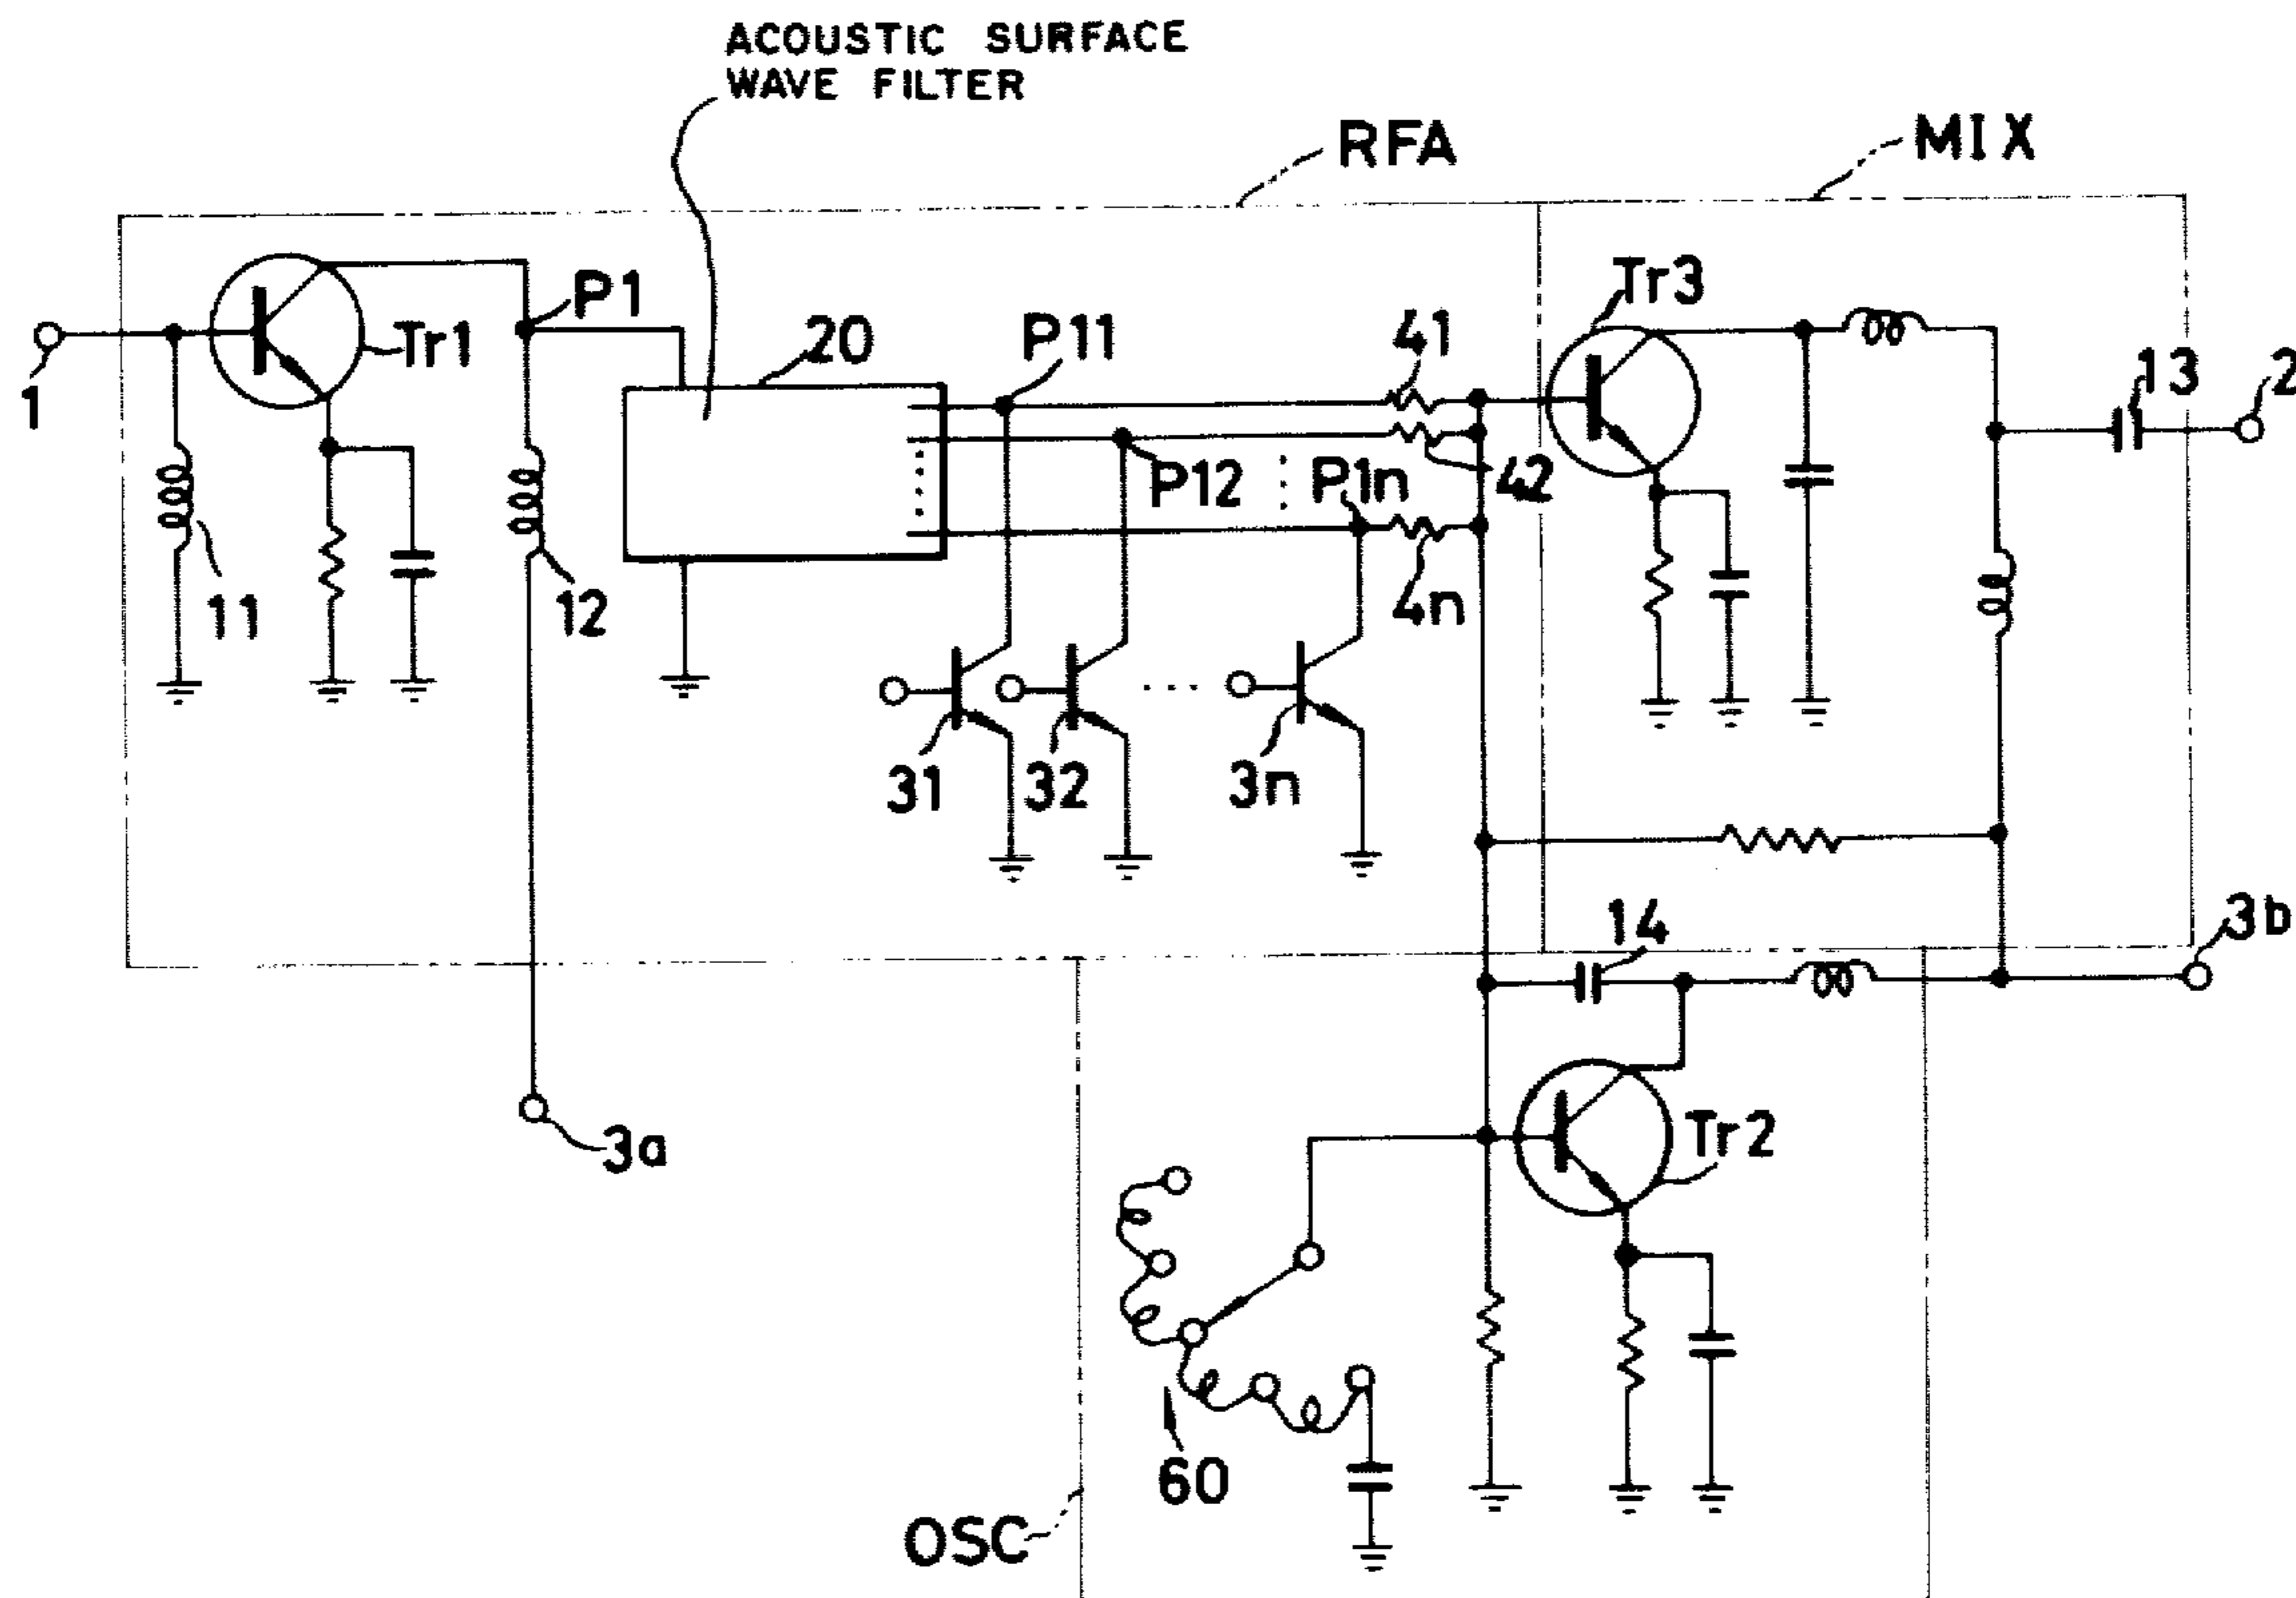 ACOUSTIC SURFACE
WAVE FILTER
RFA
MIX
1
Tr1
P1
20
P11
41
Tr3
13
2
P12
P1n
42
11
12
4n
31
32
3n
14
3b
3a
Tr2
60
OSC